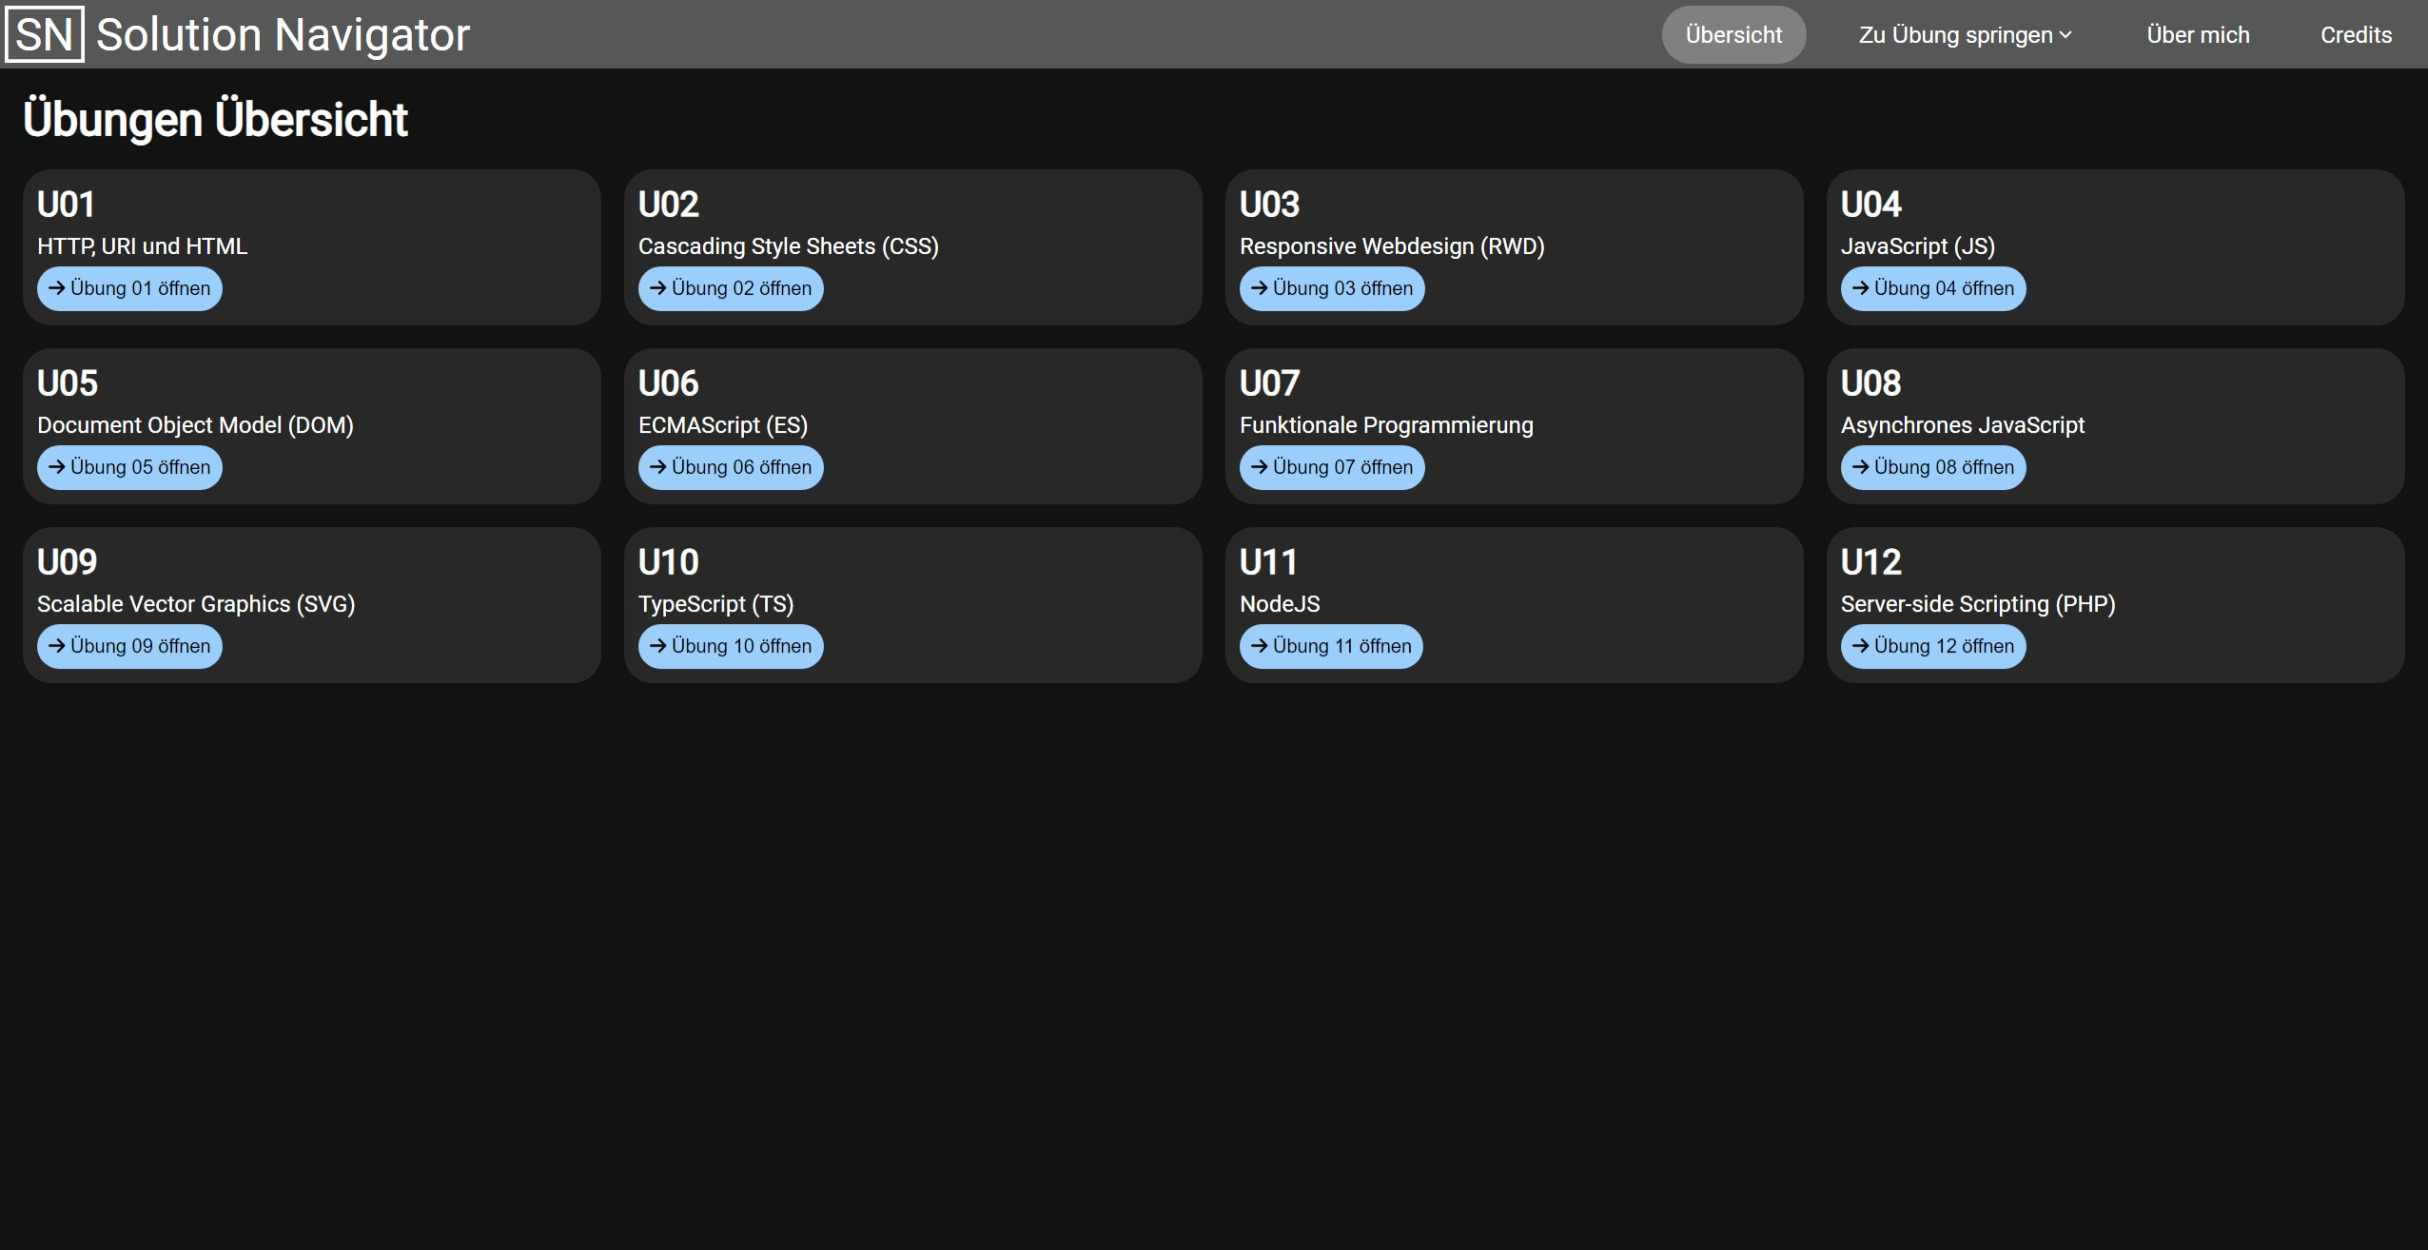 SN Solution Navigator
Übersicht
Zu Übung springen
Über mich
Credits
Übungen Übersicht
U01
HTTP, URI und HTML
Übung 01 öffnen
U02
Cascading Style Sheets (CSS)
Übung 02 öffnen
U03
Responsive Webdesign (RWD)
Übung 03 öffnen
U04
JavaScript (JS)
Übung 04 öffnen
U05
Document Object Model (DOM)
Übung 05 öffnen
U06
ECMAScript (ES)
Übung 06 öffnen
U07
Funktionale Programmierung
Übung 07 öffnen
U08
Asynchrones JavaScript
Übung 08 öffnen
U09
Scalable Vector Graphics (SVG)
Übung 09 öffnen
U10
TypeScript (TS)
Übung 10 öffnen
U11
NodeJS
Übung 11 öffnen
U12
Server-side Scripting (PHP)
Übung 12 öffnen